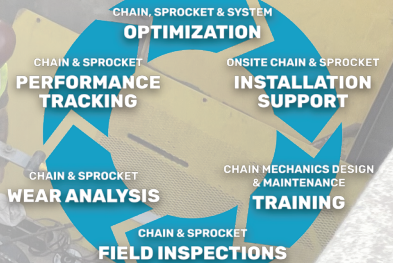 CHAIN, SPROCKET & SYSTEM
OPTIMIZATION
CHAIN & SPROCKET
PERFORMANCE
TRACKING
ONSITE CHAIN & SPROCKET
INSTALLATION
SUPPORT
CHAIN & SPROCKET
WEAR ANALYSIS
CHAIN MECHANICS DESIGN
& MAINTENANCE
TRAINING
CHAIN & SPROCKET
FIELD INSPECTIONS